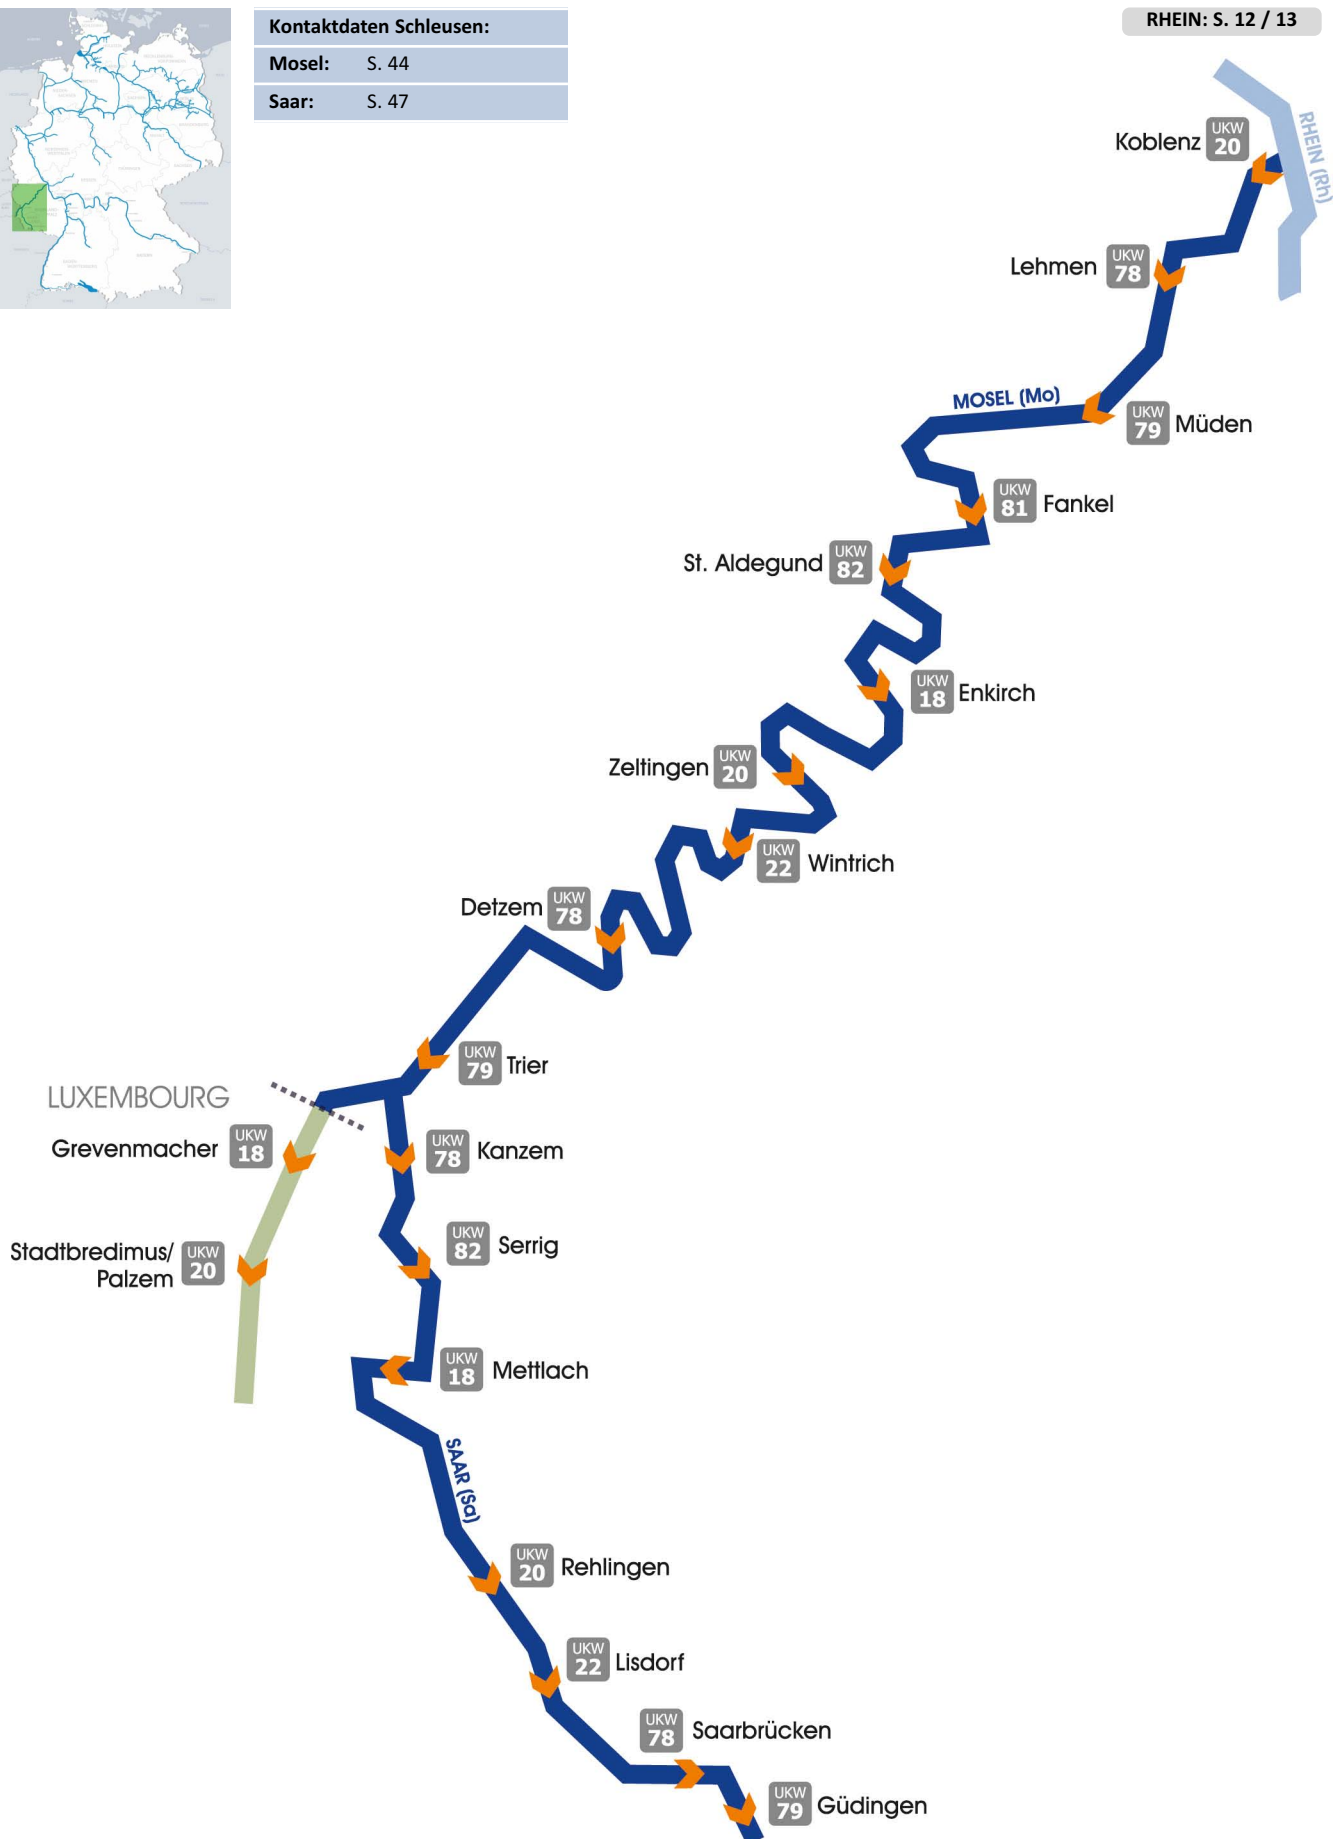 Kontaktdaten Schleusen:
Mosel: S. 44
Saar: S. 47
RHEIN: S. 12 / 13
RHEIN (Rh)
Koblenz UKW 20
Lehmen UKW 78
MOSEL (Mo)
UKW 79 Müden
UKW 81 Fankel
St. Aldegund UKW 82
UKW 18 Enkirch
Zeltingen UKW 20
UKW 22 Wintrich
Detzem UKW 78
UKW 79 Trier
LUXEMBOURG
Grevenmacher UKW 18
UKW 78 Kanzem
Stadtbredimus/
Palzem UKW 20
UKW 82 Serrig
UKW 18 Mettlach
SAAR (Sa)
UKW 20 Rehlingen
UKW 22 Lisdorf
UKW 78 Saarbrücken
UKW 79 Güdingen